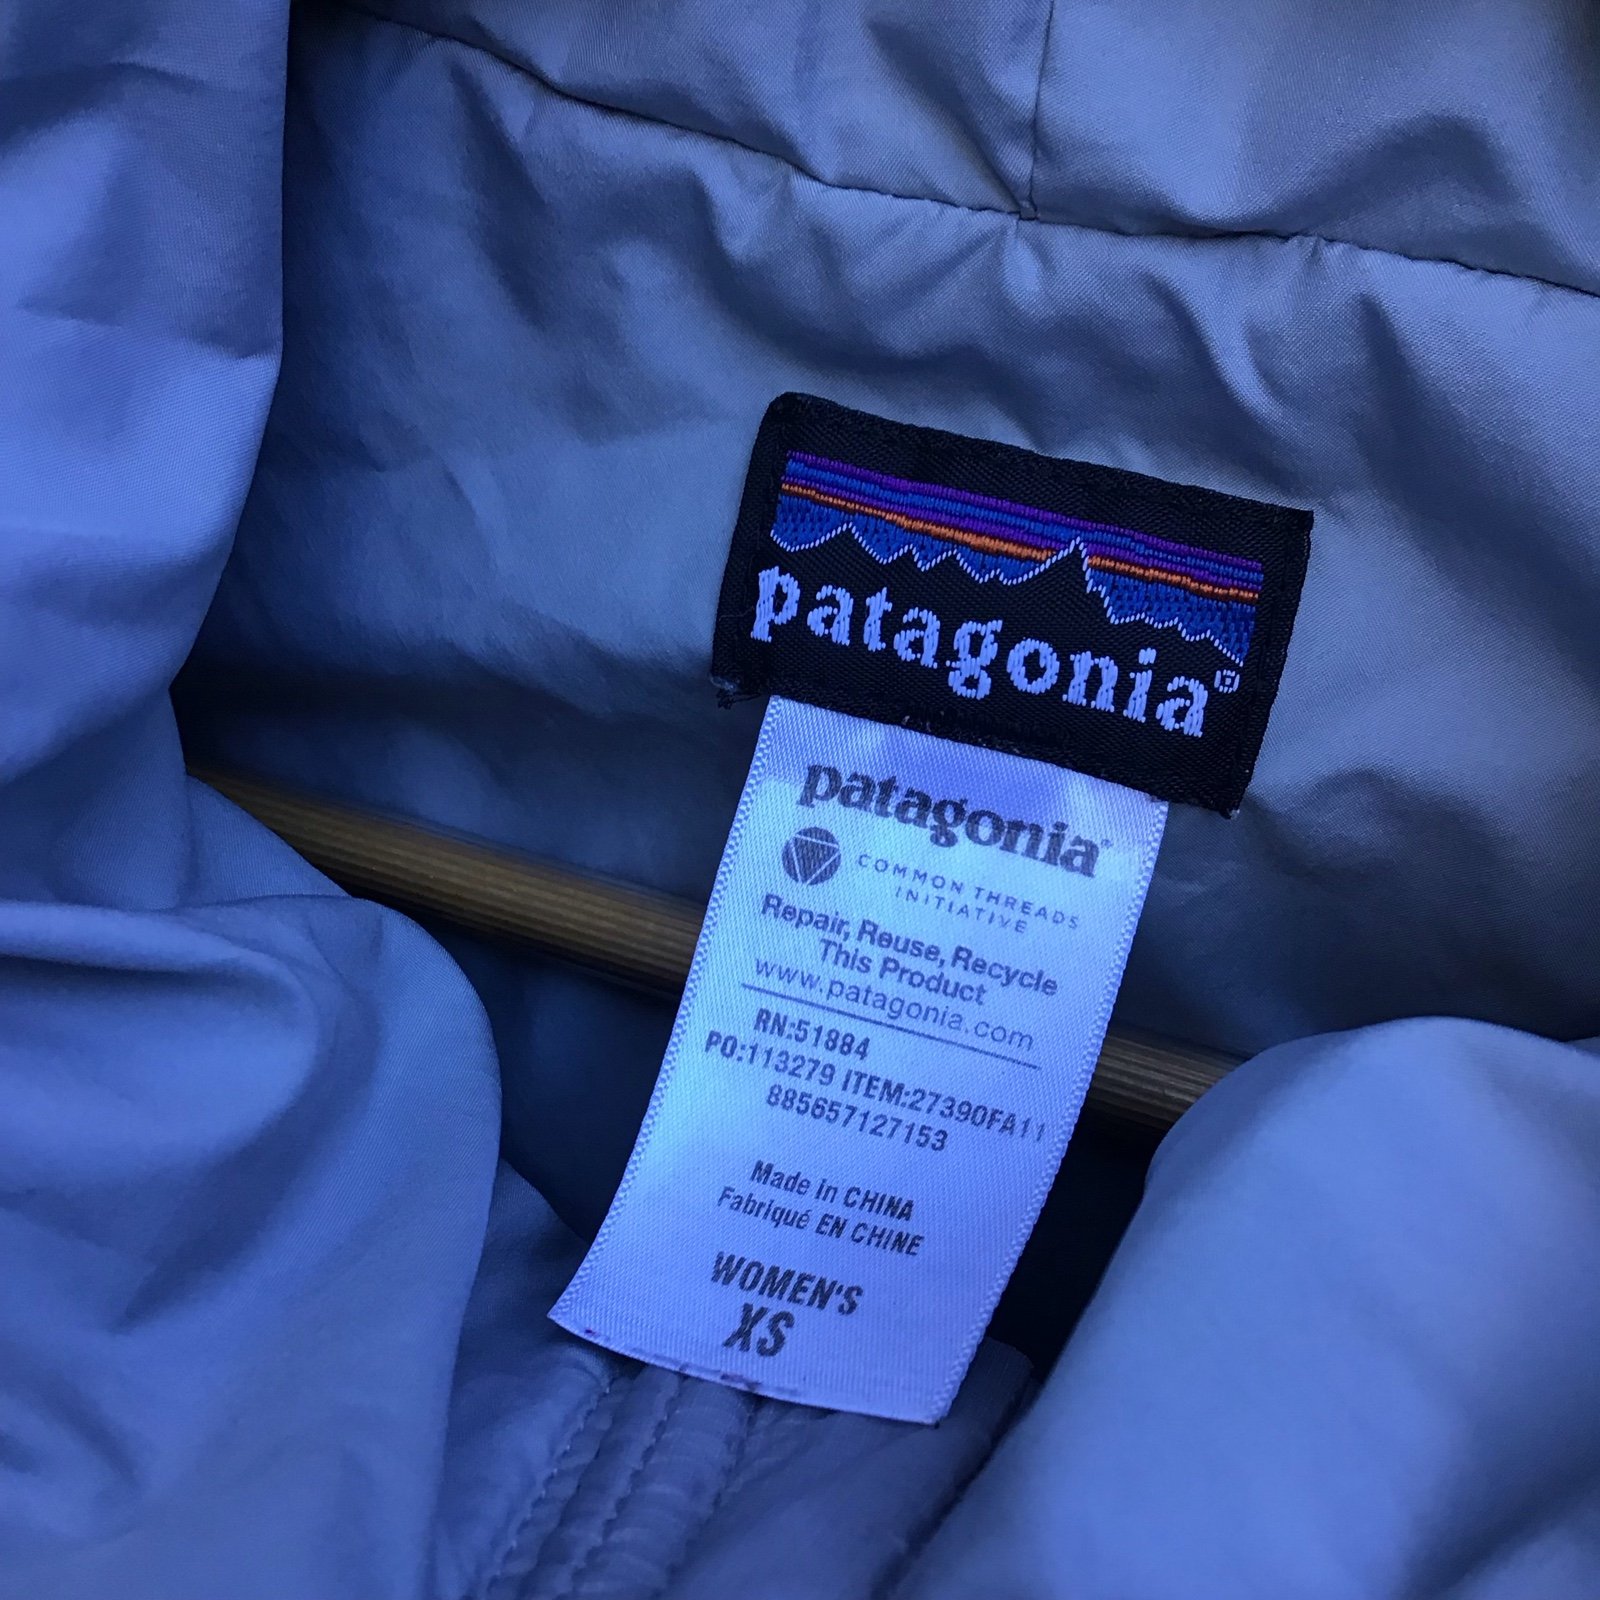 patagonia®
patagonia®
COMMON THREADS
INITIATIVE
Repair, Reuse, Recycle
This Product
www.patagonia.com
RN:51884
PO:113279 ITEM:27390FA11
885657127153
Made in CHINA
Fabriqué EN CHINE
WOMEN'S
XS